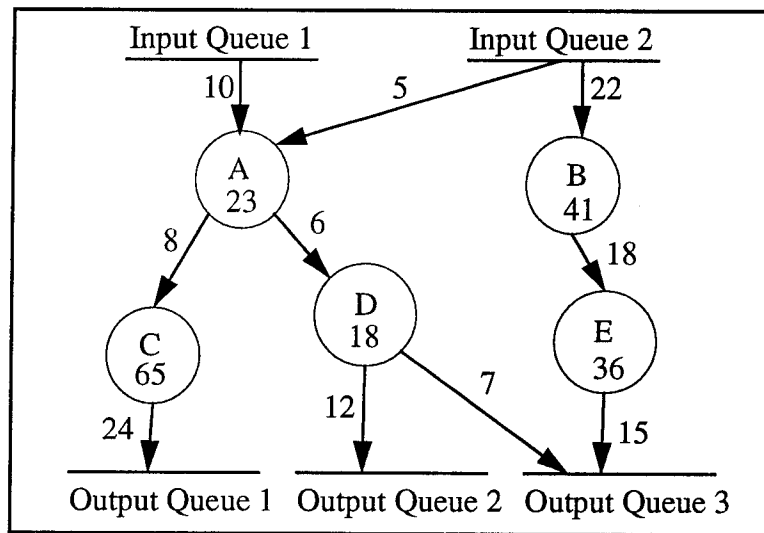 Input Queue 1
Input Queue 2
10
5
22
A
23
B
41
8
6
18
C
65
D
18
E
36
24
12
7
15
Output Queue 1
Output Queue 2
Output Queue 3